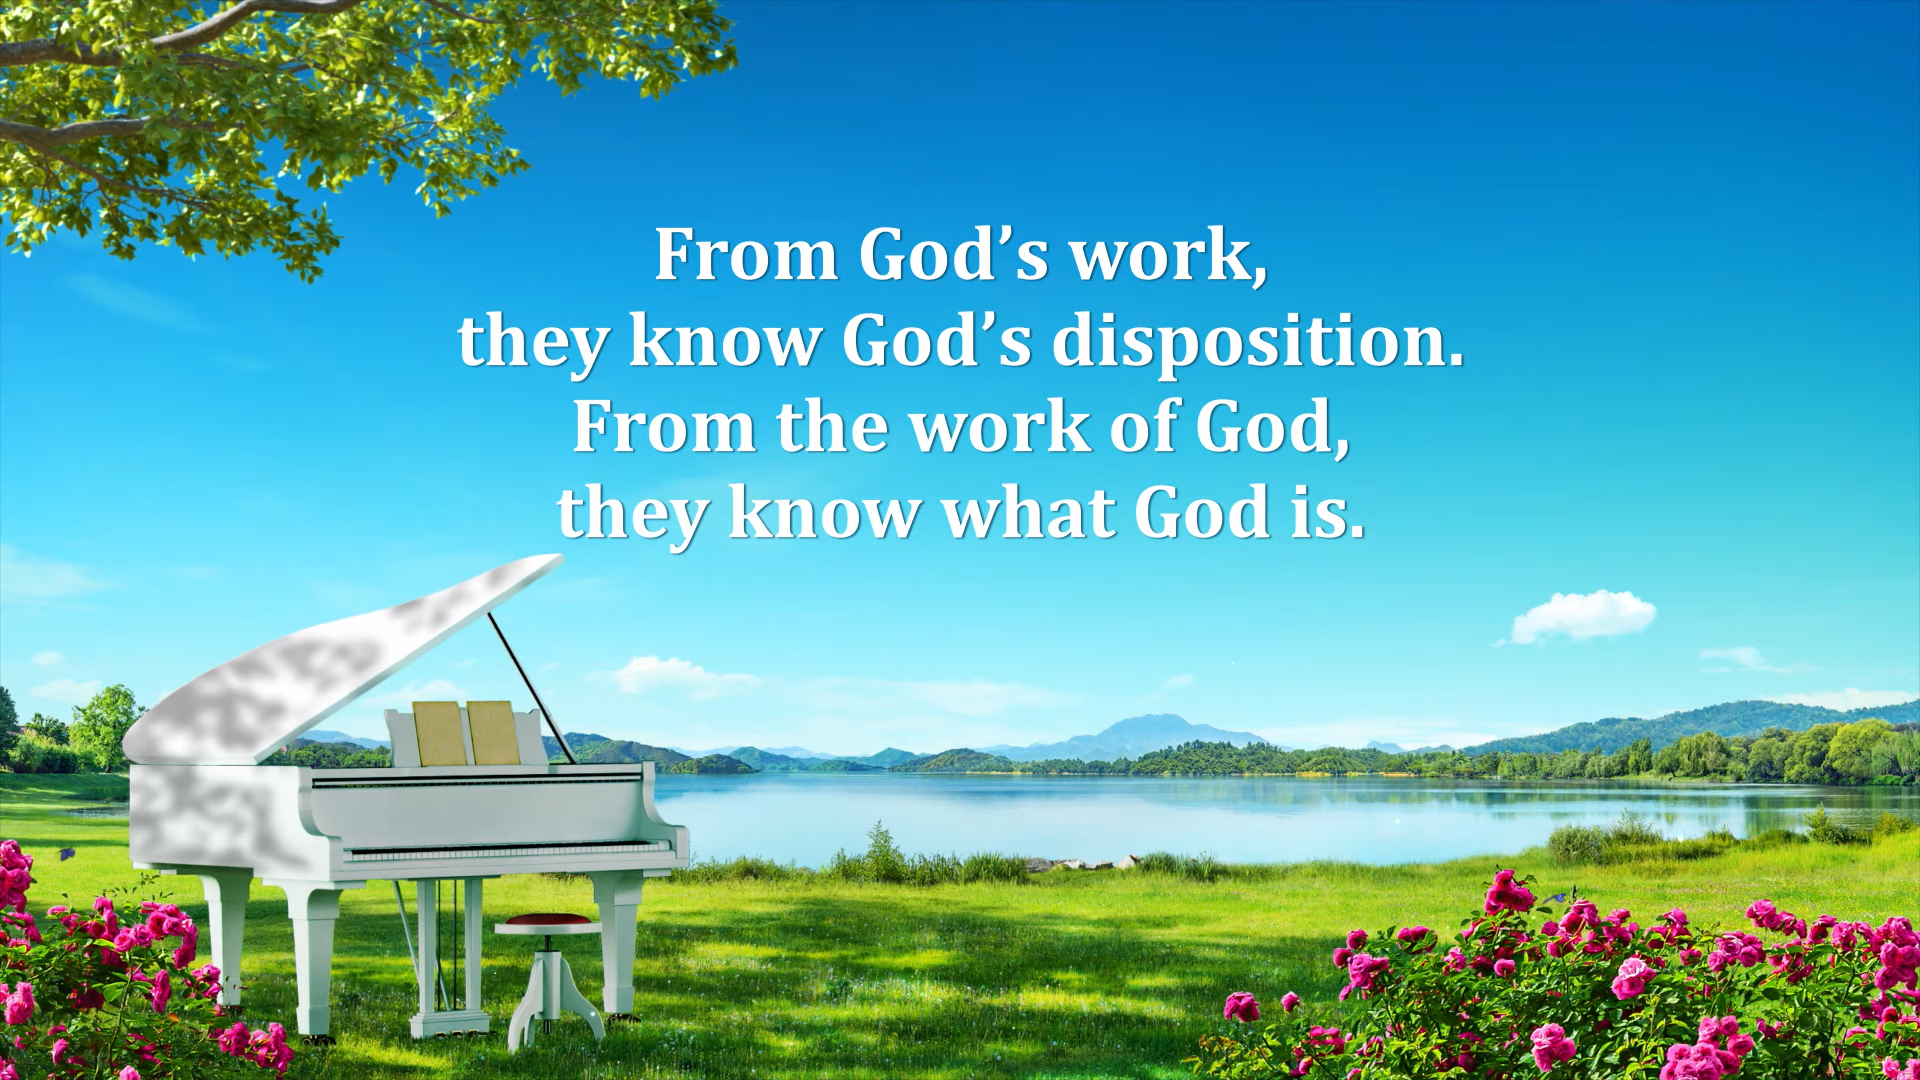 From God’s work,
they know God’s disposition.
From the work of God,
they know what God is.